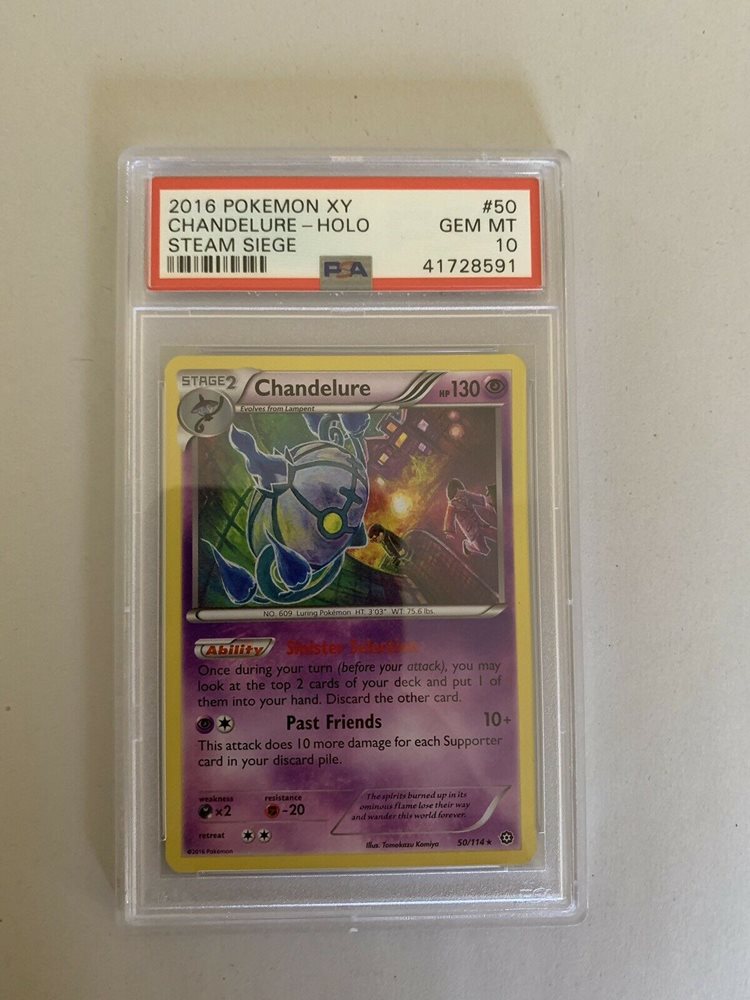 2016 POKEMON XY #50
CHANDELURE - HOLO GEM MT
STEAM SIEGE 10
PSA 41728591
STAGE2 Chandelure HP130
Evolves from Lampent
NO. 609 Luring Pokémon HT: 3'03" WT: 75.6 lbs.
Ability Sinister Selection
Once during your turn (before your attack), you may
look at the top 2 cards of your deck and put 1 of
them into your hand. Discard the other card.
Past Friends 10+
This attack does 10 more damage for each Supporter
card in your discard pile.
weakness resistance
×2 -20
retreat
The spirits burned up in its
ominous flame lose their way
and wander this world forever.
©2016 Pokémon Illus. Tomokazu Komiya 50/114 ★